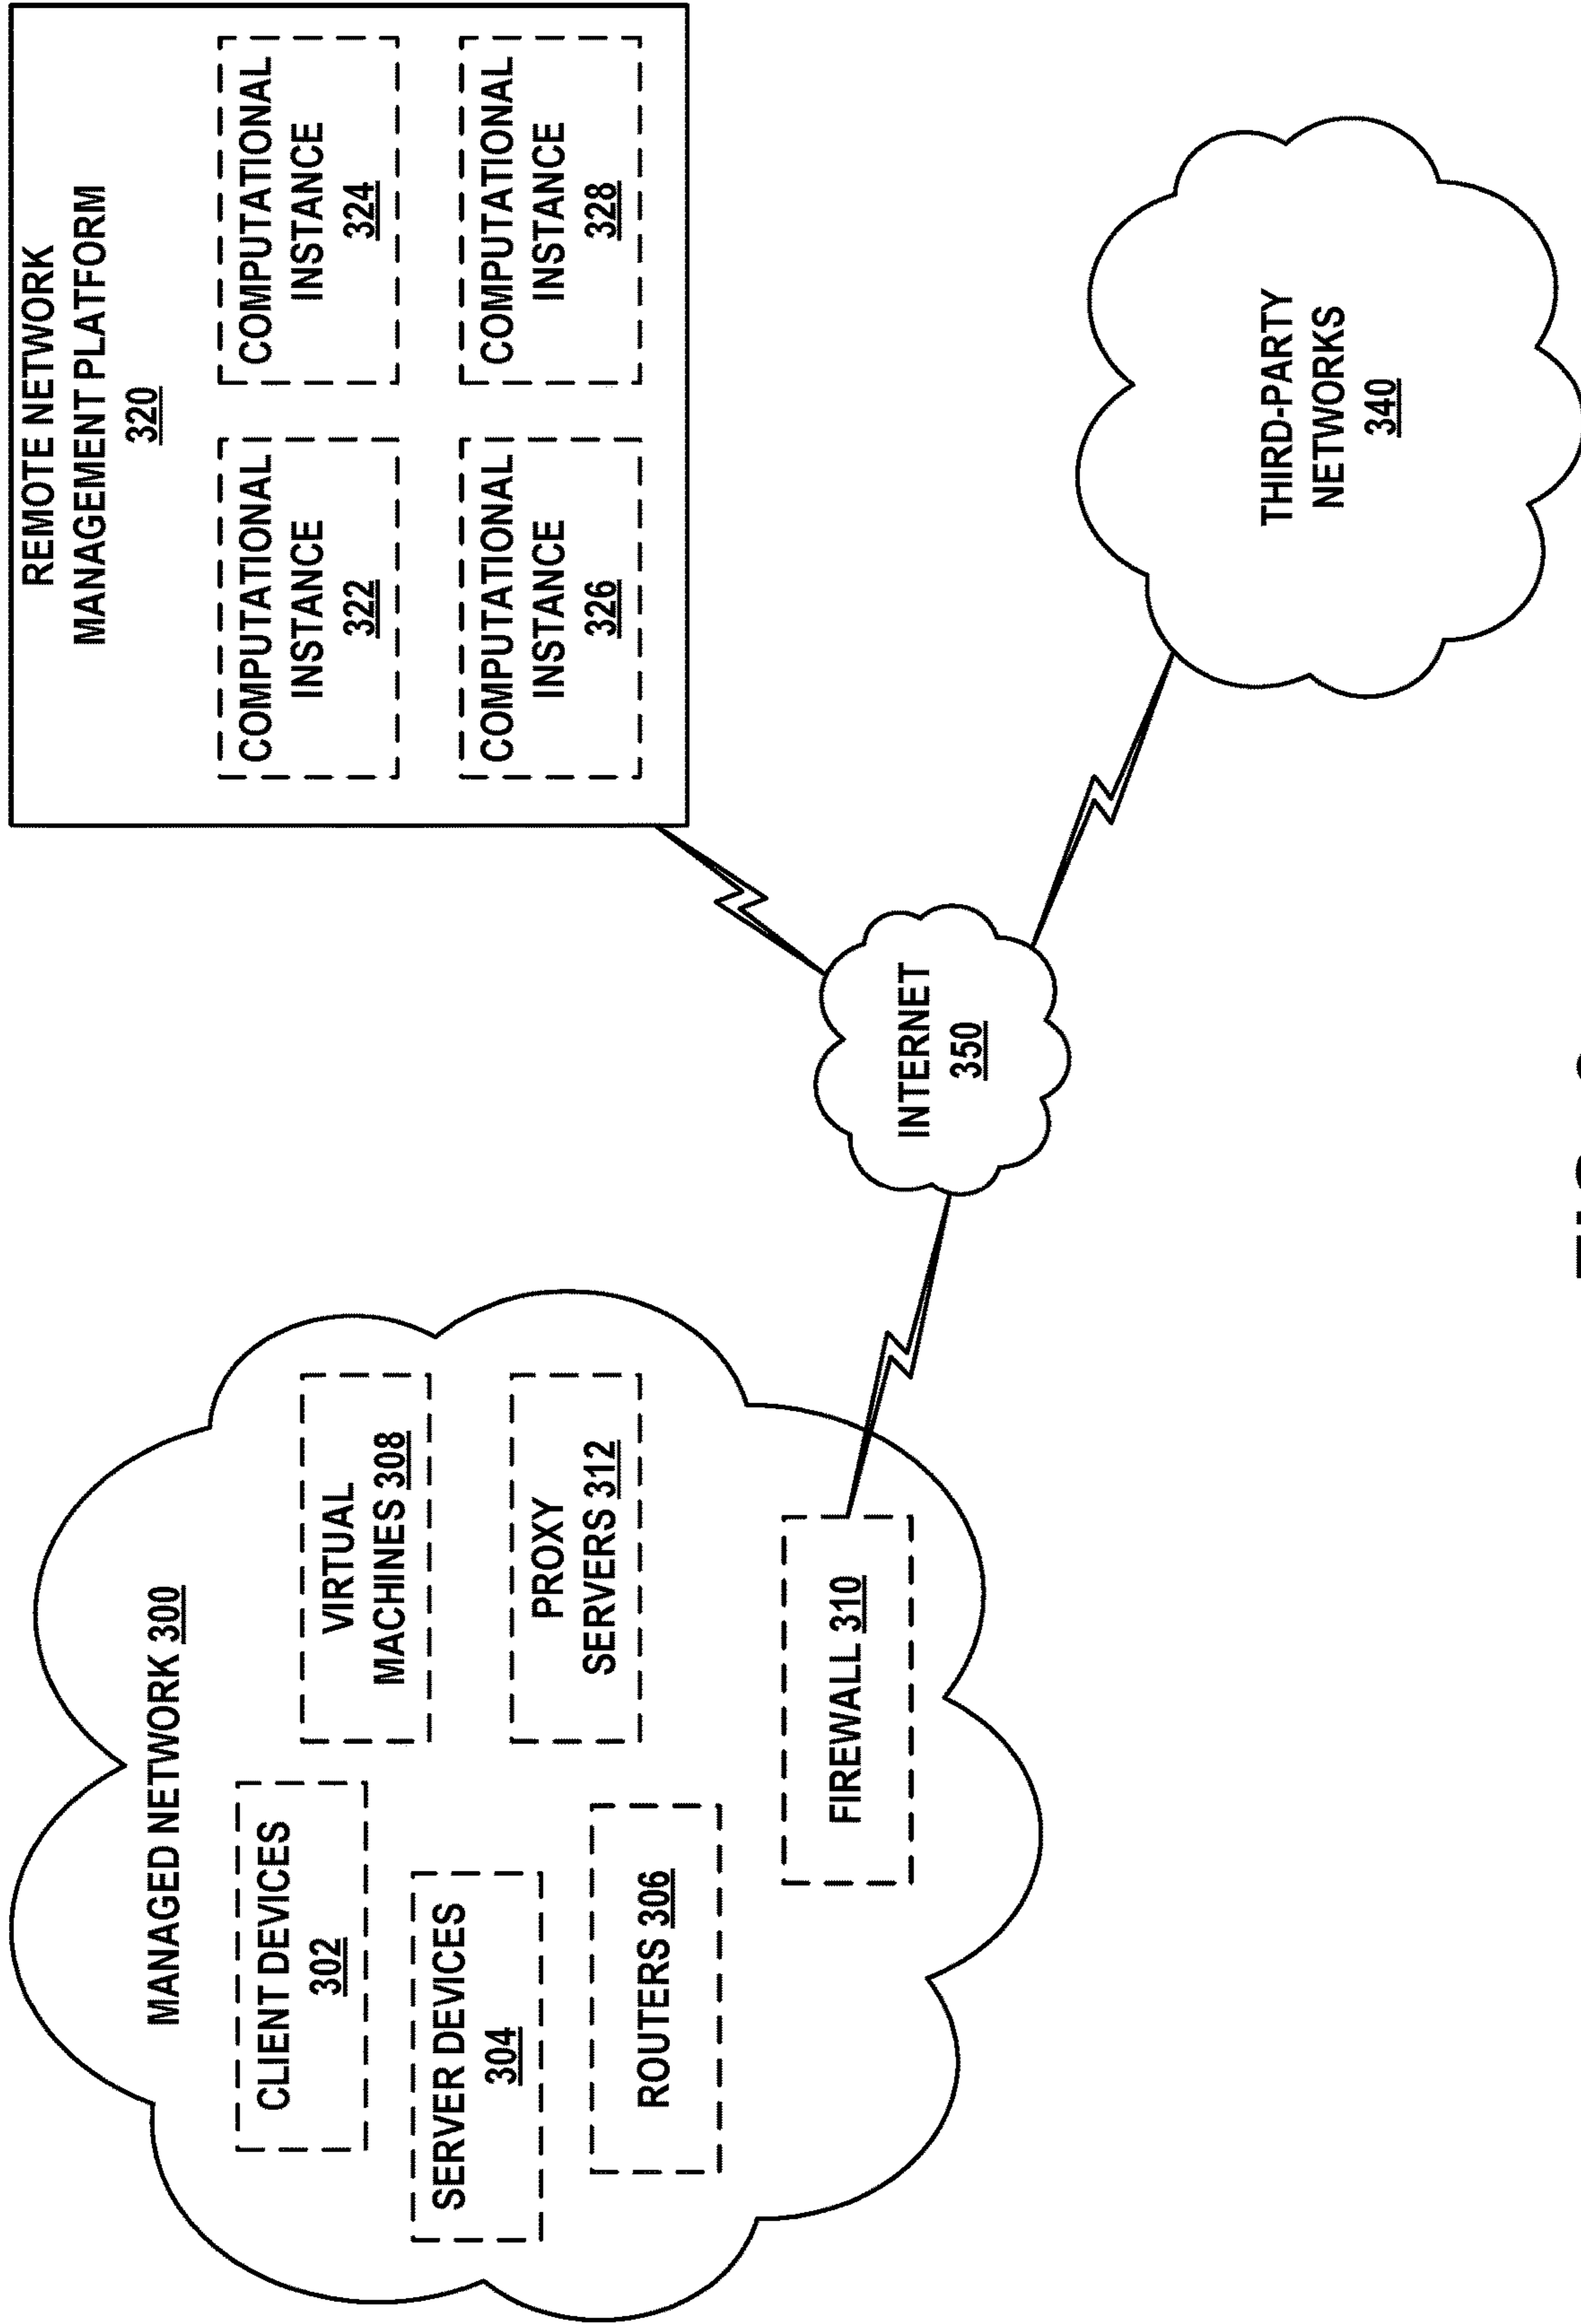 MANAGED NETWORK 300
CLIENT DEVICES
302
VIRTUAL
MACHINES 308
SERVER DEVICES
304
PROXY
SERVERS 312
ROUTERS 306
FIREWALL 310
INTERNET
350
REMOTE NETWORK
MANAGEMENT PLATFORM
320
COMPUTATIONAL
INSTANCE
322
COMPUTATIONAL
INSTANCE
324
COMPUTATIONAL
INSTANCE
326
COMPUTATIONAL
INSTANCE
328
THIRD-PARTY
NETWORKS
340